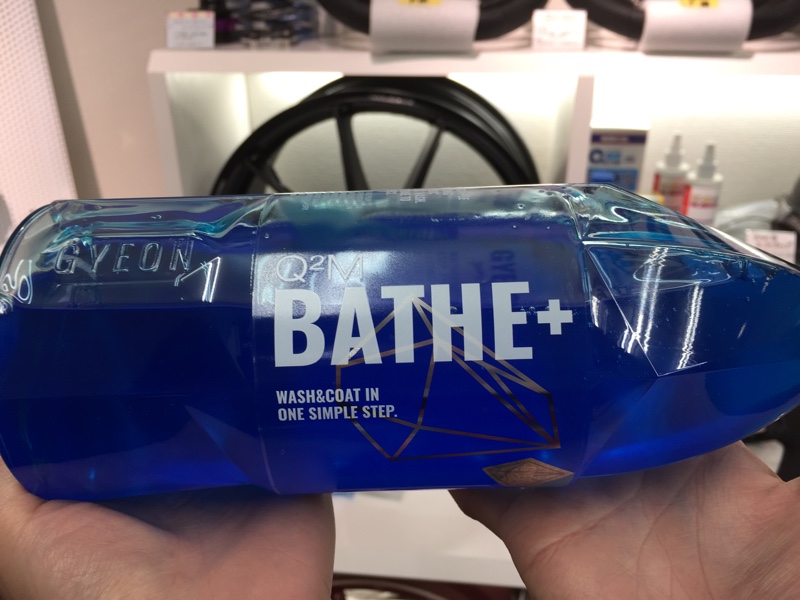 GYEON
Q²M
BATHE+
WASH&COAT IN
ONE SIMPLE STEP.